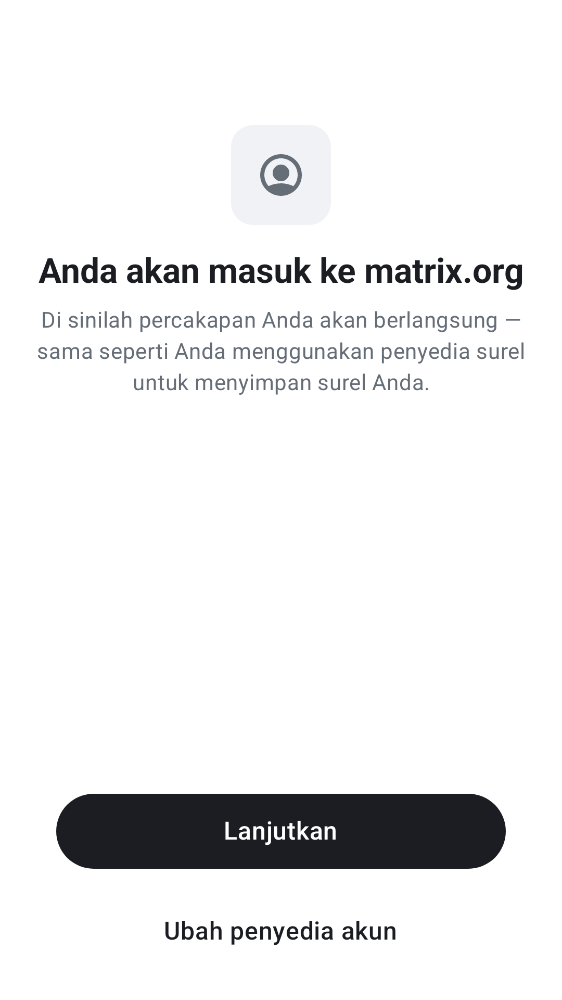 Anda akan masuk ke matrix.org
Di sinilah percakapan Anda akan berlangsung —
sama seperti Anda menggunakan penyedia surel
untuk menyimpan surel Anda.
Lanjutkan
Ubah penyedia akun